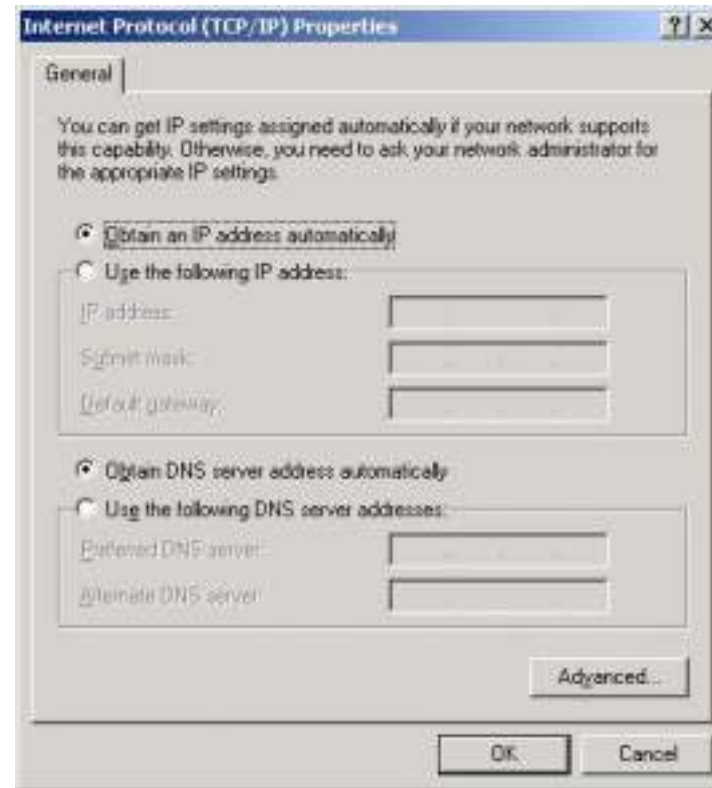 Internet Protocol (TCP/IP) Properties
General
You can get IP settings assigned automatically if your network supports
this capability. Otherwise, you need to ask your network administrator for
the appropriate IP settings.
Obtain an IP address automatically
Use the following IP address:
IP address:
Subnet mask:
Default gateway:
Obtain DNS server address automatically
Use the following DNS server addresses:
Preferred DNS server:
Alternate DNS server:
Advanced...
OK
Cancel